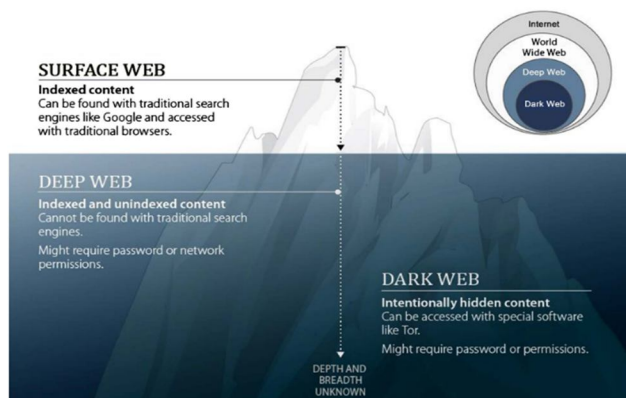 SURFACE WEB
Indexed content
Can be found with traditional search
engines like Google and accessed
with traditional browsers.
Internet
World
Wide Web
Deep Web
Dark Web
DEEP WEB
Indexed and unindexed content
Cannot be found with traditional search
engines.
Might require password or network
permissions.
DARK WEB
Intentionally hidden content
Can be accessed with special software
like Tor.
Might require password or permissions.
DEPTH AND
BREADTH
UNKNOWN